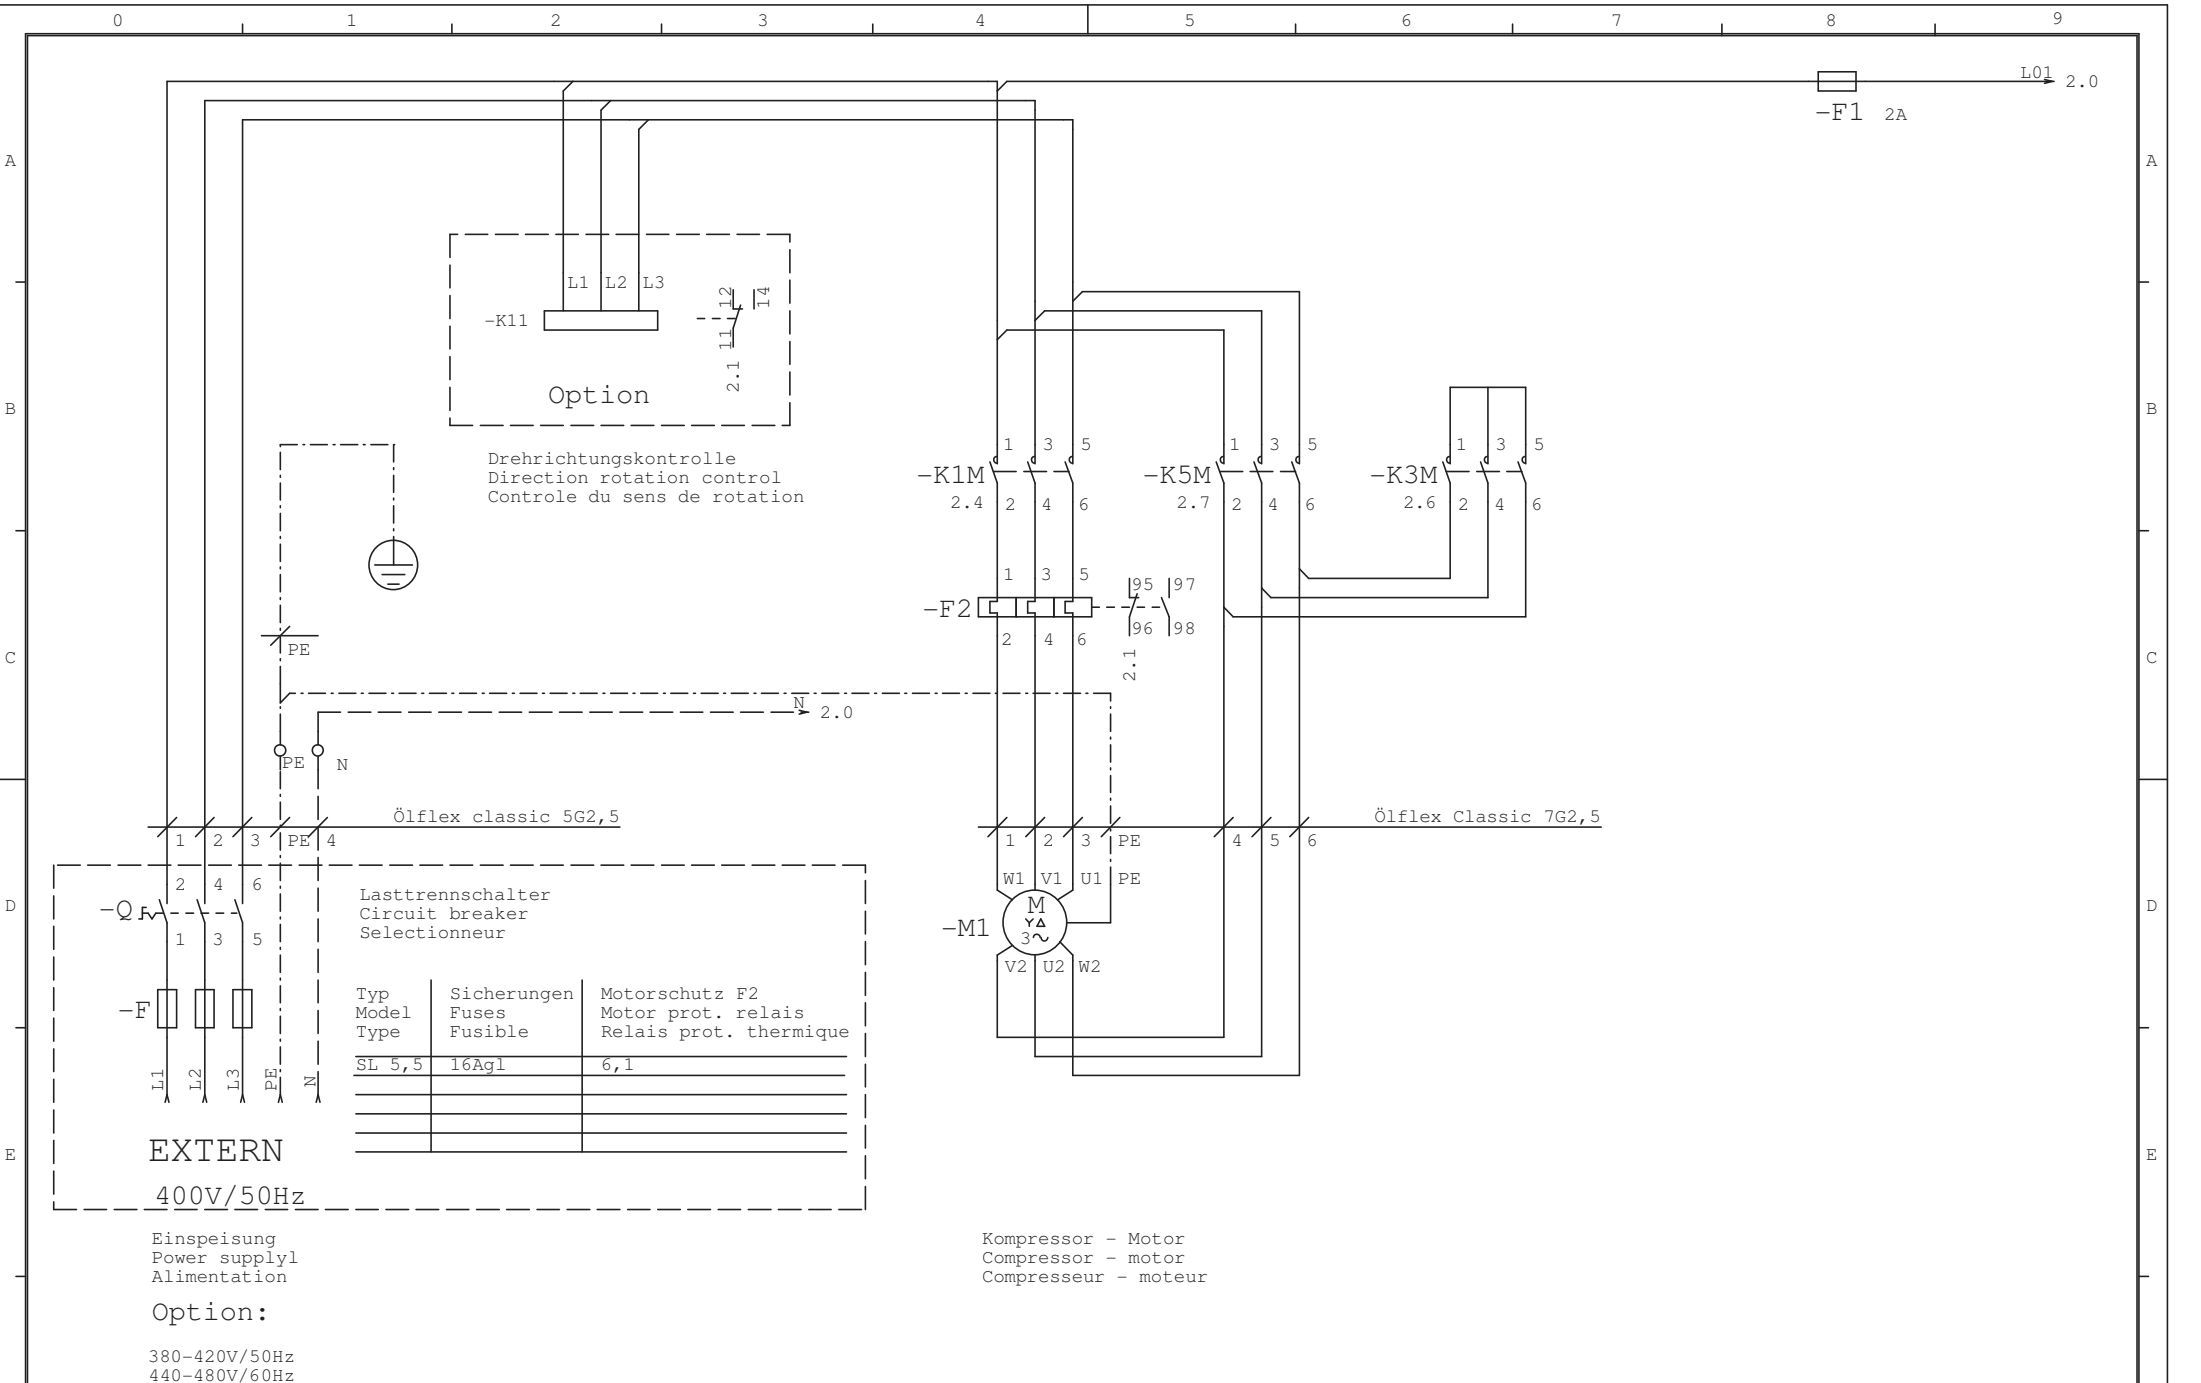 0 1 2 3 4 5 6 7 8 9
L01 2.0
-F1 2A
A A
L1 L2 L3
12 14
-K11
11
2.1
Option
B B
Drehrichtungskontrolle
Direction rotation control
Controle du sens de rotation
1 3 5 1 3 5 1 3 5
-K1M -K5M -K3M
2.4 2 4 6 2.7 2 4 6 2.6 2 4 6
1 3 5 95 97
-F2
2 4 6 96 98
2.1
PE
C C
N 2.0
PE N
Ölflex classic 5G2,5 Ölflex Classic 7G2,5
1 2 3 PE 4 1 2 3 PE 4 5 6
2 4 6
W1 V1 U1 PE
Lasttrennschalter
Circuit breaker
Selectionneur
D D
-Q
1 3 5
M
-M1
3
V2 U2 W2
Typ Sicherungen Motorschutz F2
Model Fuses Motor prot. relais
Type Fusible Relais prot. thermique
-F
SL 5,5 16Agl 6,1
L1 L2 L3 PE N
EXTERN
E E
400V/50Hz
Einspeisung
Power supplyl
Alimentation
Kompressor - Motor
Compressor - motor
Compresseur - moteur
Option:
380-420V/50Hz
440-480V/60Hz